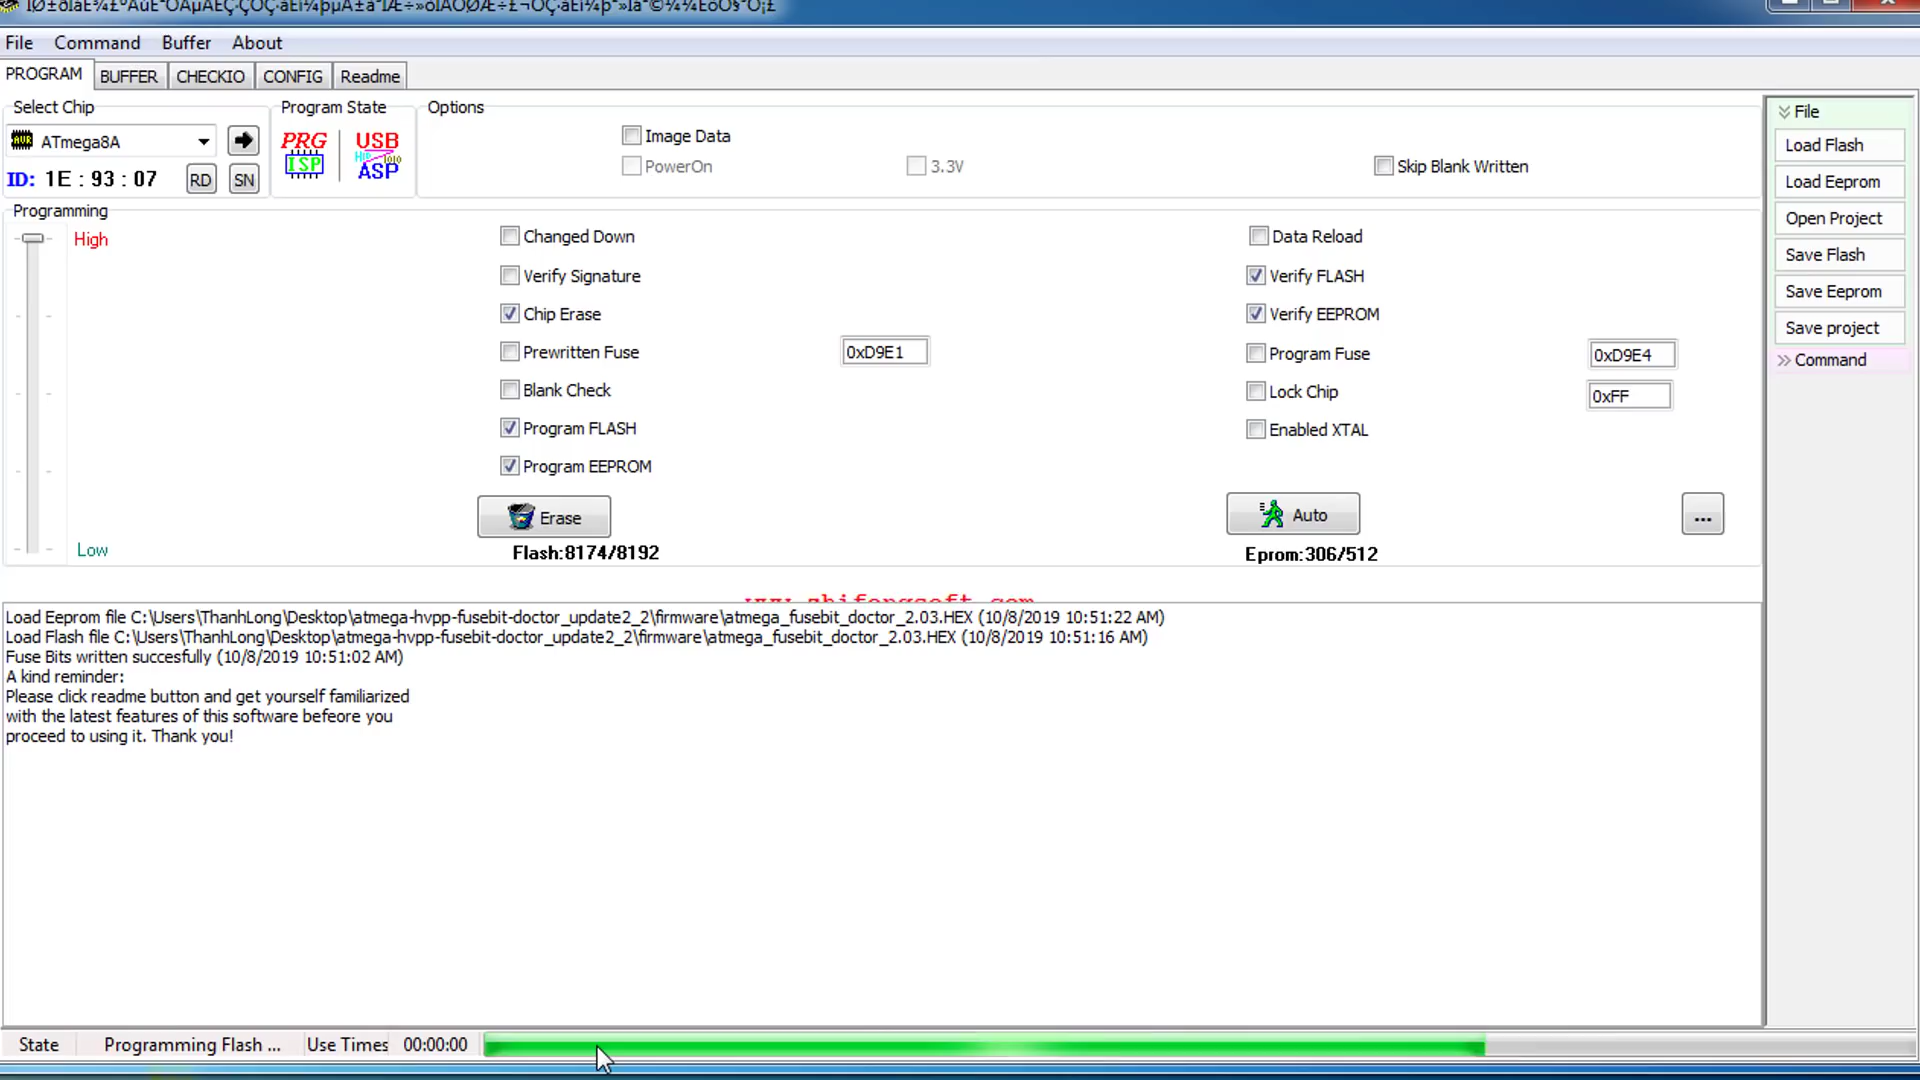 File Command Buffer About
PROGRAM BUFFER CHECKIO CONFIG Readme
Select Chip
Program State
Options
ATmega8A
PRG
ISP
USB
ASP
ID: 1E : 93 : 07
RD
SN
Image Data
PowerOn
3.3V
Skip Blank Written
Programming
High
Low
Changed Down
Verify Signature
Chip Erase
Prewritten Fuse
0xD9E1
Blank Check
Program FLASH
Program EEPROM
Data Reload
Verify FLASH
Verify EEPROM
Program Fuse
0xD9E4
Lock Chip
0xFF
Enabled XTAL
Erase
Auto
...
Flash:8174/8192
Eprom:306/512
File
Load Flash
Load Eeprom
Open Project
Save Flash
Save Eeprom
Save project
Command
Load Eeprom file C:\Users\ThanhLong\Desktop\atmega-hvpp-fusebit-doctor_update2_2\firmware\atmega_fusebit_doctor_2.03.HEX (10/8/2019 10:51:22 AM)
Load Flash file C:\Users\ThanhLong\Desktop\atmega-hvpp-fusebit-doctor_update2_2\firmware\atmega_fusebit_doctor_2.03.HEX (10/8/2019 10:51:16 AM)
Fuse Bits written succesfully (10/8/2019 10:51:02 AM)
A kind reminder:
Please click readme button and get yourself familiarized
with the latest features of this software befeore you
proceed to using it. Thank you!
State Programming Flash ... Use Times 00:00:00